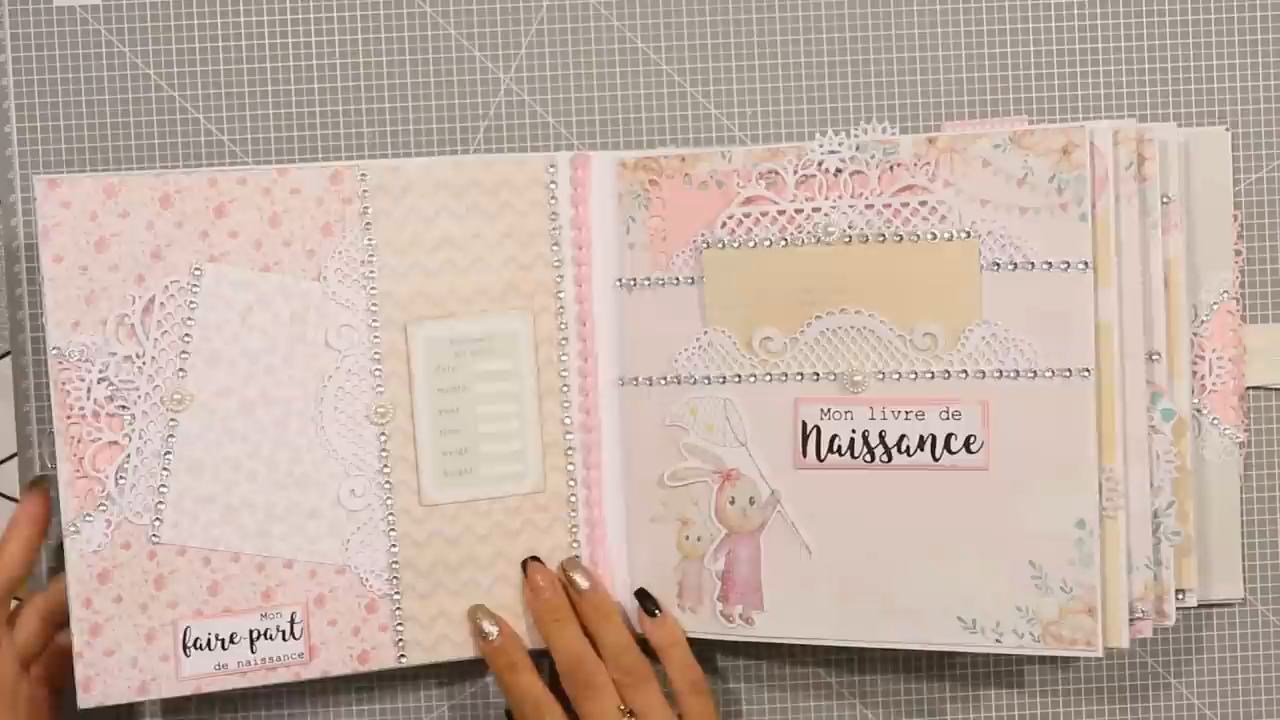 Mon
faire-part
de naissance
date:
month:
year:
time:
weight:
height:
Mon livre de
Naissance